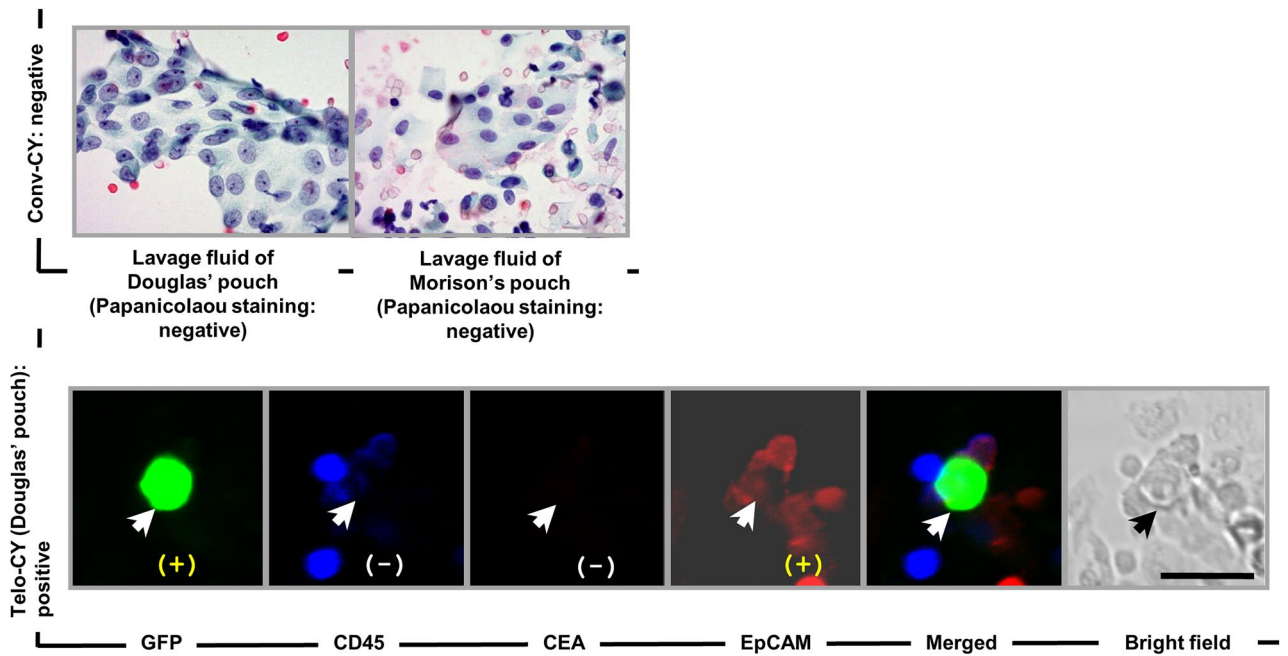 Conv-CY: negative
Lavage fluid of
Douglas’ pouch
(Papanicolaou staining:
negative)
Lavage fluid of
Morison’s pouch
(Papanicolaou staining:
negative)
Telo-CY (Douglas’ pouch):
positive
(+)
(−)
(−)
(+)
GFP
CD45
CEA
EpCAM
Merged
Bright field